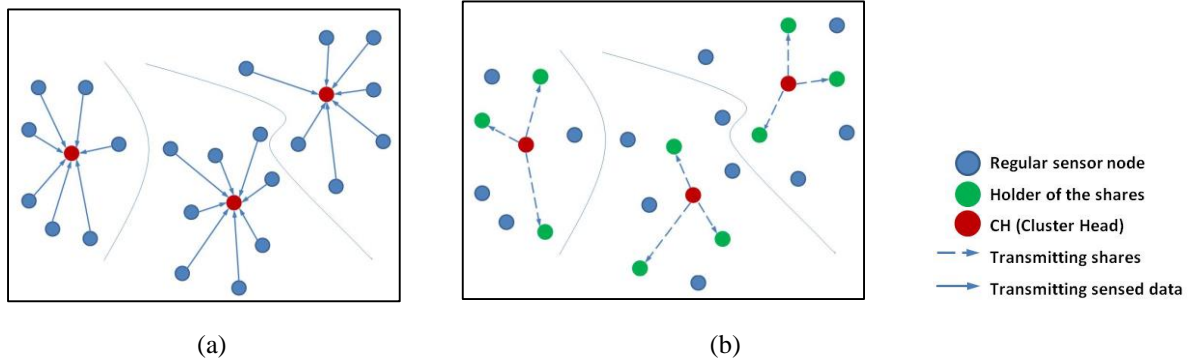 Regular sensor node
Holder of the shares
CH (Cluster Head)
Transmitting shares
Transmitting sensed data
(a)
(b)